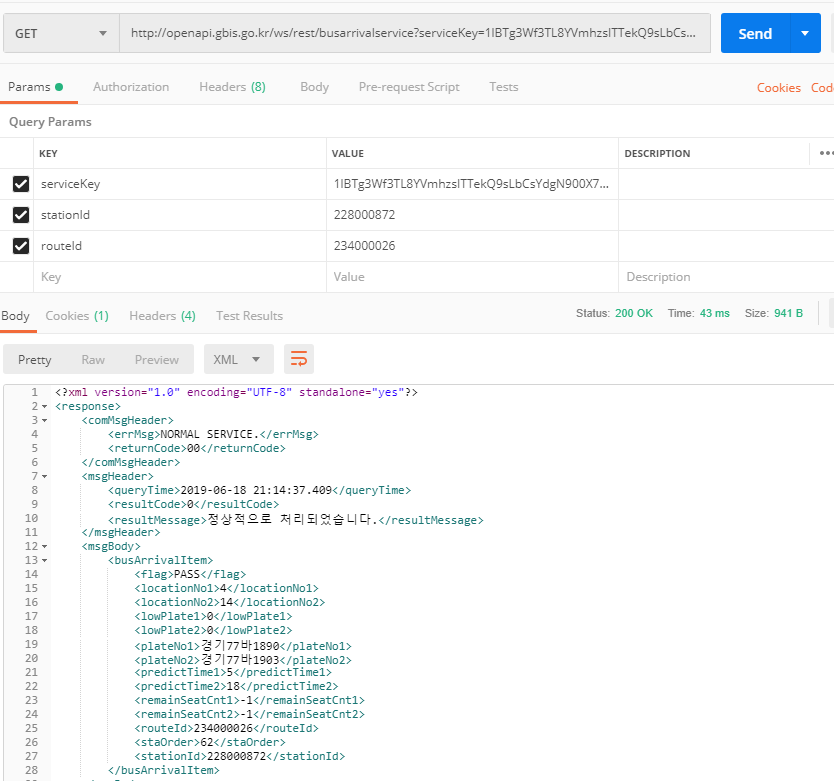 GET http://openapi.gbis.go.kr/ws/rest/busarrivalservice?serviceKey=1IBTg3Wf3TL8YVmhzsITTekQ9sLbCs... Send
Params Authorization Headers (8) Body Pre-request Script Tests Cookies Cod
Query Params
KEY VALUE DESCRIPTION
serviceKey 1IBTg3Wf3TL8YVmhzsITTekQ9sLbCsYdgN900X7...
stationId 228000872
routeId 234000026
Key Value Description
Body Cookies (1) Headers (4) Test Results Status: 200 OK Time: 43 ms Size: 941 B
Pretty Raw Preview XML
1 <?xml version="1.0" encoding="UTF-8" standalone="yes"?>
2 <response>
3 <comMsgHeader>
4 <errMsg>NORMAL SERVICE.</errMsg>
5 <returnCode>00</returnCode>
6 </comMsgHeader>
7 <msgHeader>
8 <queryTime>2019-06-18 21:14:37.409</queryTime>
9 <resultCode>0</resultCode>
10 <resultMessage>정상적으로 처리되었습니다.</resultMessage>
11 </msgHeader>
12 <msgBody>
13 <busArrivalItem>
14 <flag>PASS</flag>
15 <locationNo1>4</locationNo1>
16 <locationNo2>14</locationNo2>
17 <lowPlate1>0</lowPlate1>
18 <lowPlate2>0</lowPlate2>
19 <plateNo1>경기77바1890</plateNo1>
20 <plateNo2>경기77바1903</plateNo2>
21 <predictTime1>5</predictTime1>
22 <predictTime2>18</predictTime2>
23 <remainSeatCnt1>-1</remainSeatCnt1>
24 <remainSeatCnt2>-1</remainSeatCnt2>
25 <routeId>234000026</routeId>
26 <staOrder>62</staOrder>
27 <stationId>228000872</stationId>
28 </busArrivalItem>